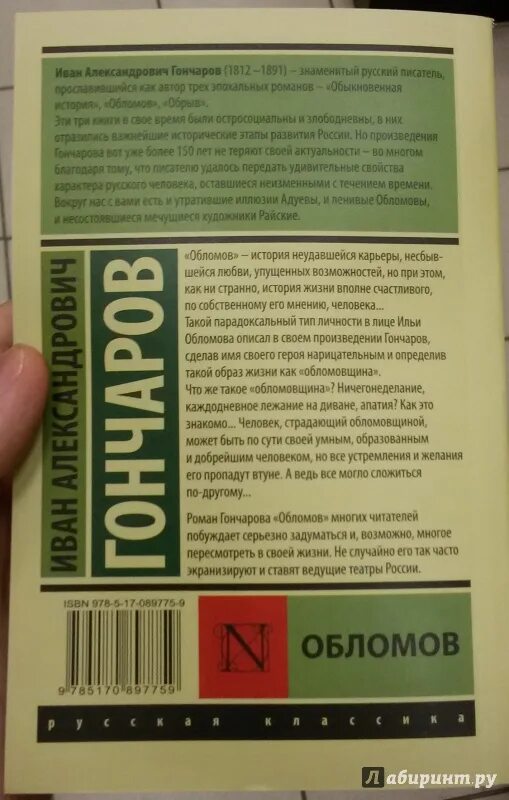 Иван Александрович Гончаров (1812 –1891) – знаменитый русский писатель,
прославившийся как автор трех эпохальных романов – «Обыкновенная
история», «Обломов», «Обрыв».
Эти три книги в свое время были остросоциальны и злободневны, в них
отразились важнейшие исторические этапы развития России. Но произведения
Гончарова вот уже более 150 лет не теряют своей актуальности – во многом
благодаря тому, что писателю удалось передать удивительные свойства
характера русского человека, оставшиеся неизменными с течением времени.
Вокруг нас с вами есть и утратившие иллюзии Адуевы, и ленивые Обломовы,
и несостоявшиеся мечущиеся художники Райские.
ИВАН АЛЕКСАНДРОВИЧ
ГОНЧАРОВ
«Обломов» – история неудавшейся карьеры, несбыв-
шейся любви, упущенных возможностей, но при этом,
как ни странно, история жизни вполне счастливого,
по собственному его мнению, человека...
Такой парадоксальный тип личности в лице Ильи
Обломова описал в своем произведении Гончаров,
сделав имя своего героя нарицательным и определив
такой образ жизни как «обломовщина».
Что же такое «обломовщина»? Ничегонеделание,
каждодневное лежание на диване, апатия? Как это
знакомо... Человек, страдающий обломовщиной,
может быть по сути своей умным, образованным
и добрейшим человеком, но все устремления и желания
его пропадут втуне. А ведь все могло сложиться
по-другому...
Роман Гончарова «Обломов» многих читателей
побуждает серьезно задуматься и, возможно, многое
пересмотреть в своей жизни. Не случайно его так часто
экранизируют и ставят ведущие театры России.
ISBN 978-5-17-089775-9
9 785170 897759
N
ОБЛОМОВ
русская классика
Лабиринт.ру